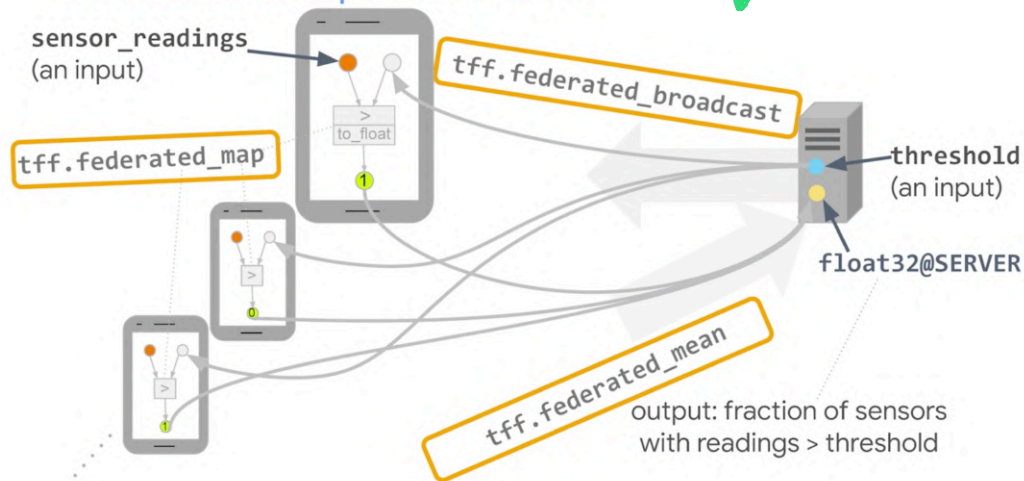 sensor_readings
(an input)
tff.federated_broadcast
>
to_float
1
tff.federated_map
threshold
(an input)
>
0
float32@SERVER
>
1
tff.federated_mean
output: fraction of sensors
with readings > threshold